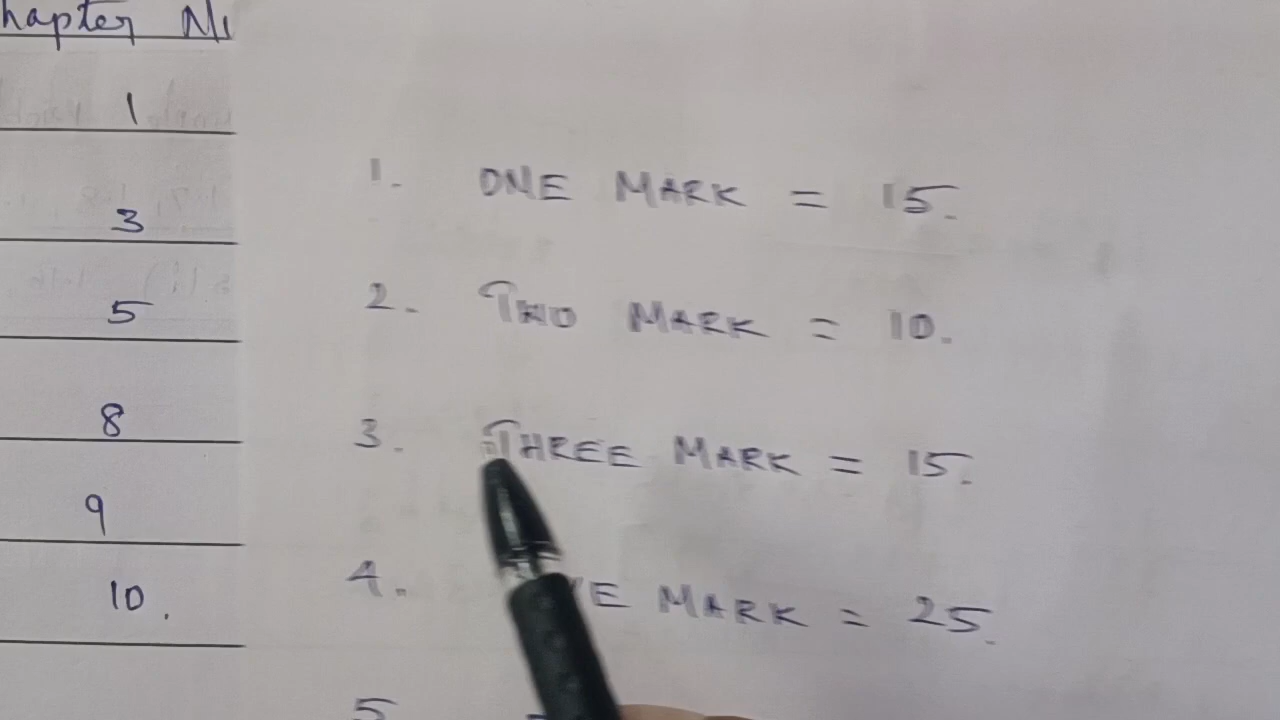 hapter
1
3
5
8
9
10.
1. ONE MARK = 15.
2. TWO MARK = 10.
3. THREE MARK = 15.
4. VE MARK = 25.
5